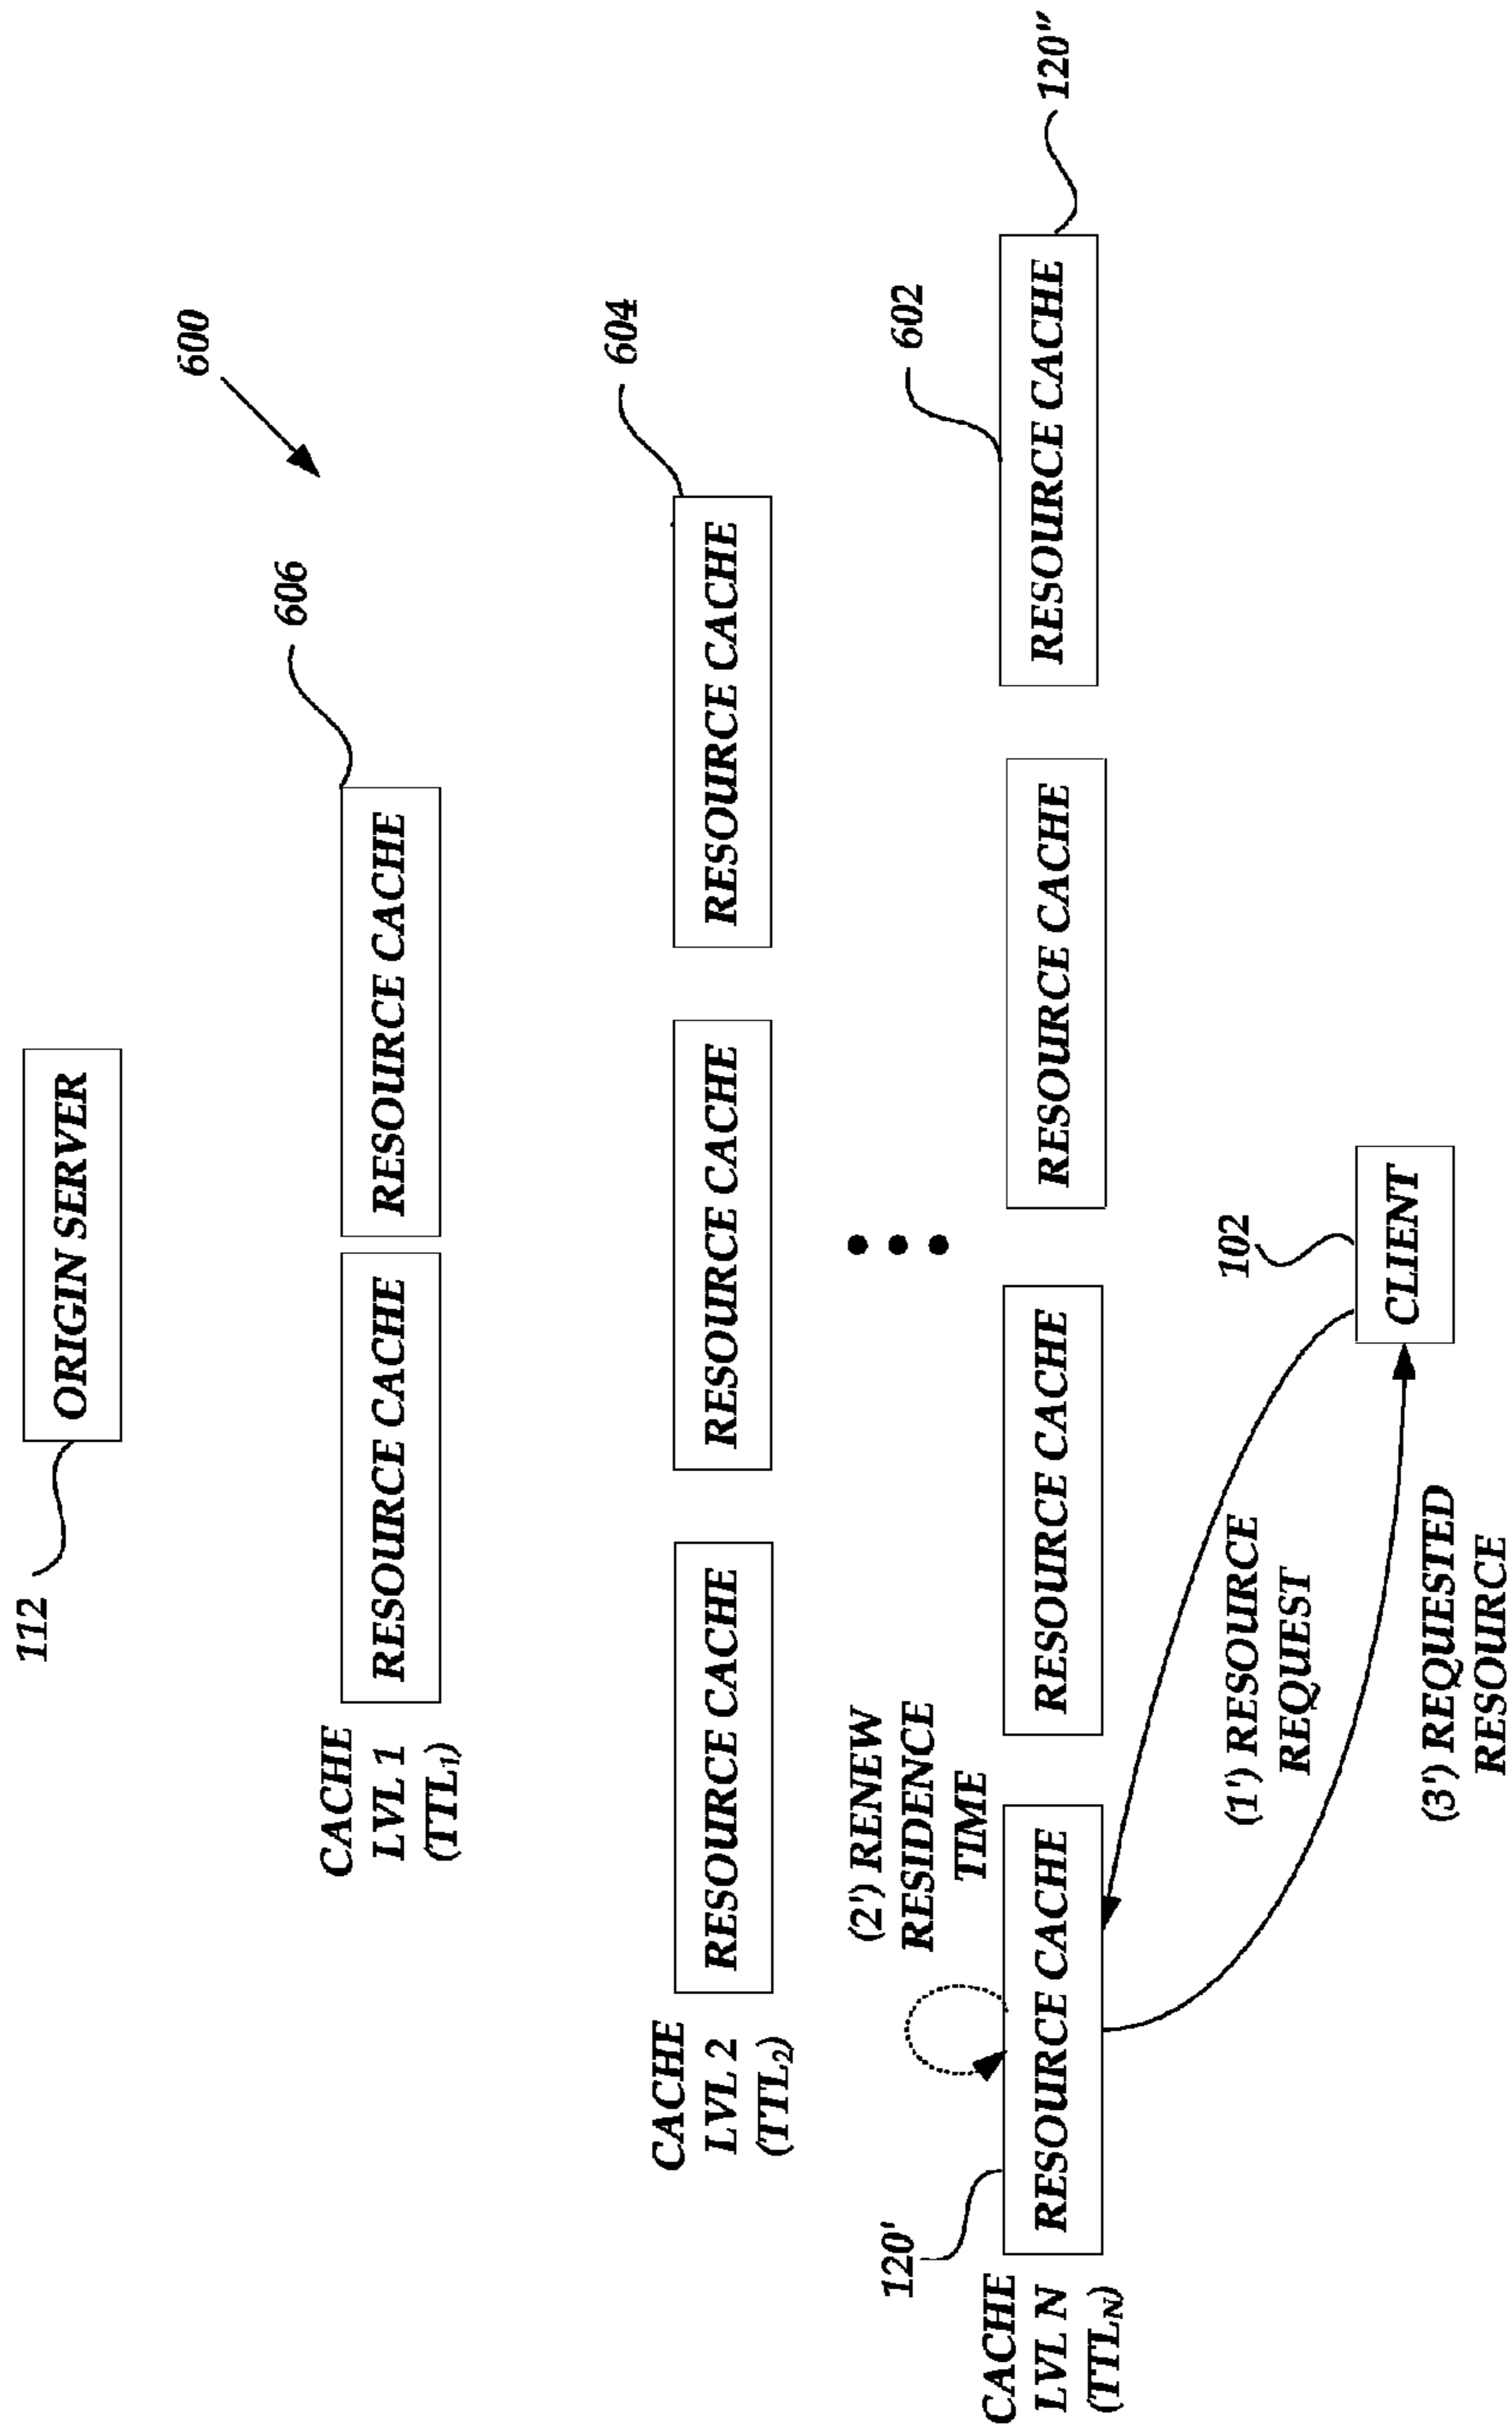 112
ORIGIN SERVER
600
606
CACHE
LVL 1
(TTL1)
RESOURCE CACHE
RESOURCE CACHE
604
CACHE
LVL 2
(TTL2)
RESOURCE CACHE
RESOURCE CACHE
RESOURCE CACHE
(2') RENEW
RESIDENCE
TIME
602
120'
CACHE
LVL N
(TTLN)
RESOURCE CACHE
RESOURCE CACHE
RESOURCE CACHE
RESOURCE CACHE
120"
(1') RESOURCE
REQUEST
102
CLIENT
(3') REQUESTED
RESOURCE